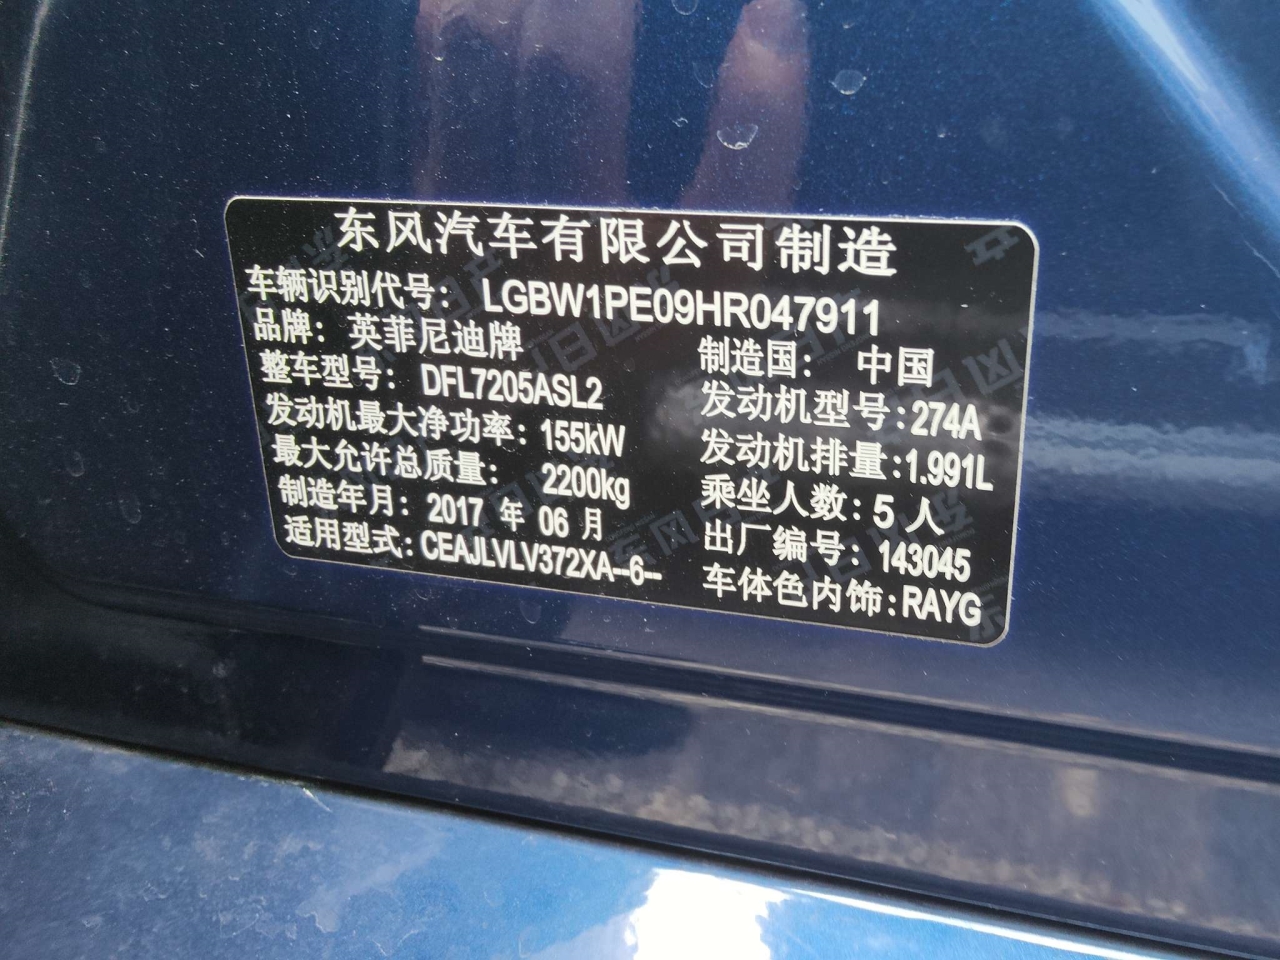 东风汽车有限公司制造
车辆识别代号: LGBW1PE09HR047911
品牌: 英菲尼迪牌 制造国: 中国
整车型号: DFL7205ASL2 发动机型号:274A
发动机最大净功率: 155kW 发动机排量:1.991L
最大允许总质量: 2200kg 乘坐人数: 5 人
制造年月: 2017 年 06 月 出厂编号: 143045
适用型式:CEAJLVLV372XA--6-- 车体色内饰:RAYG